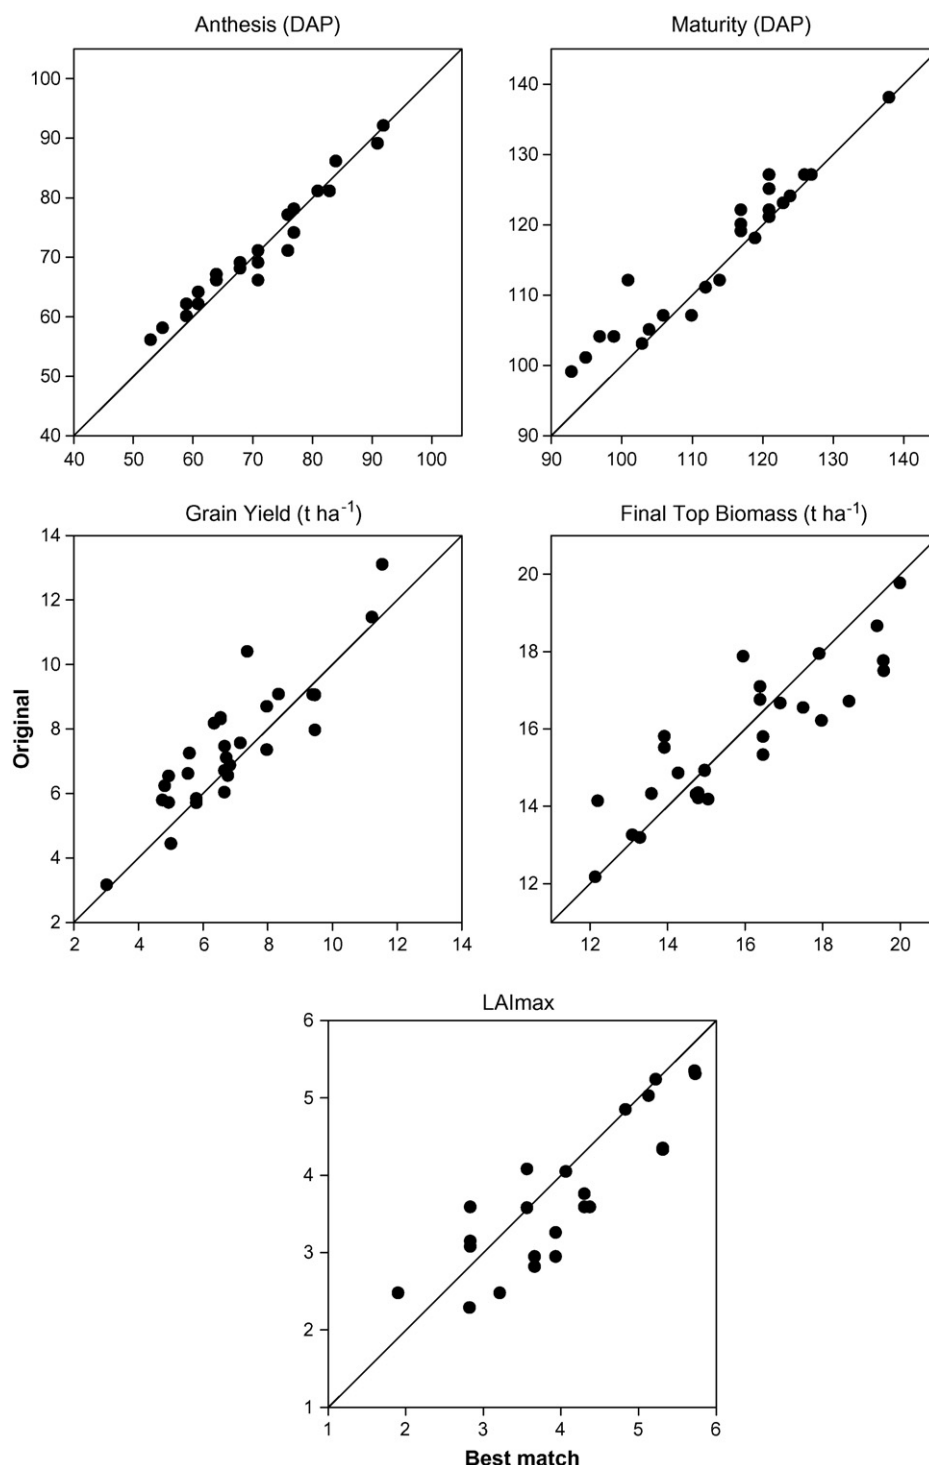 Anthesis (DAP)
100
90
80
70
60
50
40
40 50 60 70 80 90 100
Maturity (DAP)
140
130
120
110
100
90
90 100 110 120 130 140
Grain Yield (t ha⁻¹)
14
12
10
8
6
4
2
2 4 6 8 10 12 14
Original
Final Top Biomass (t ha⁻¹)
20
18
16
14
12
12 14 16 18 20
LAImax
6
5
4
3
2
1
1 2 3 4 5 6
Best match